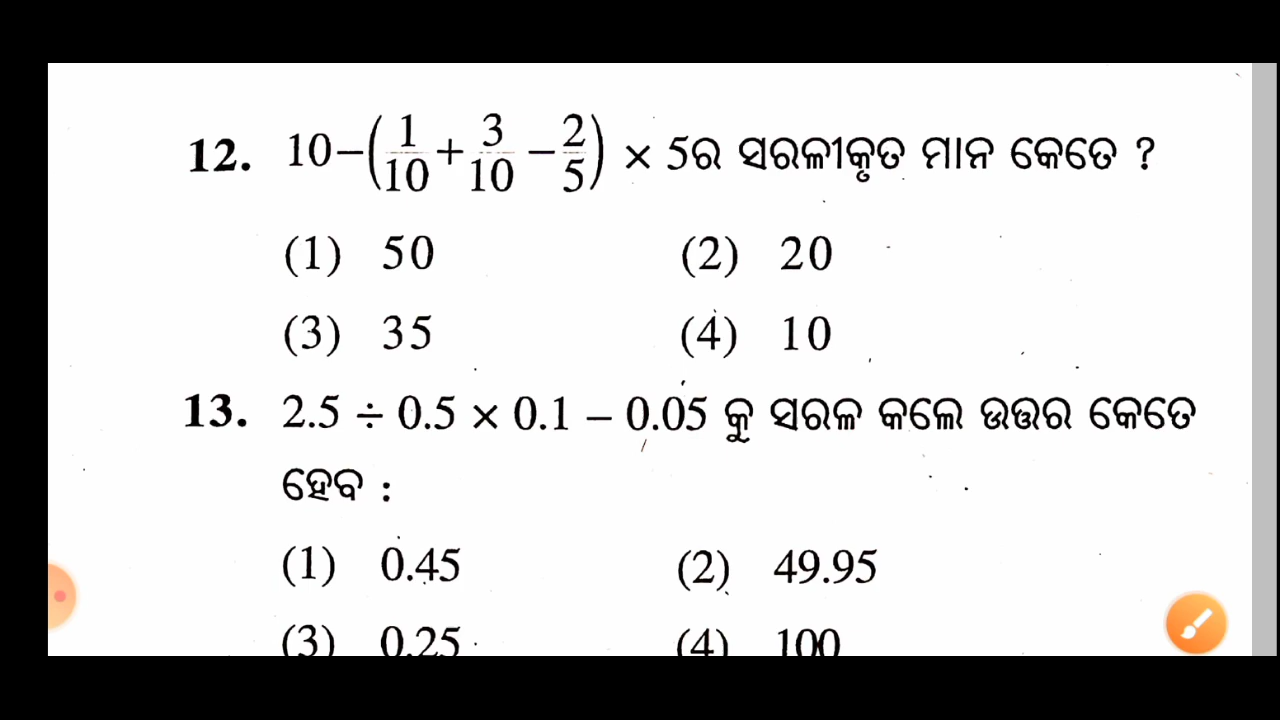 12. 10-(1/10 + 3/10 - 2/5) × 5ର ସରଳୀକୃତ ମାନ କେତେ ?
(1) 50 (2) 20
(3) 35 (4) 10
13. 2.5 ÷ 0.5 × 0.1 – 0.05 କୁ ସରଳ କଲେ ଉତ୍ତର କେତେ
ହେବ :
(1) 0.45 (2) 49.95
(3) 0.25 (4) 100